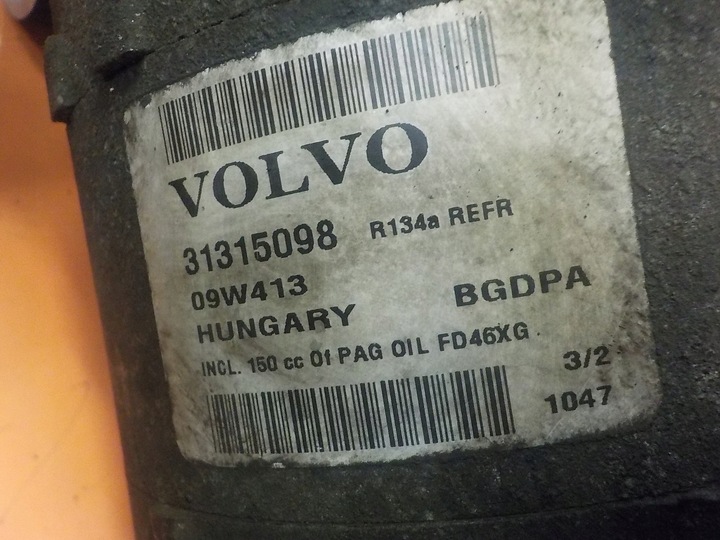 VOLVO
31315098 R134a REFR
09W413
HUNGARY BGDPA
INCL. 150 cc Of PAG OIL FD46XG
3/2
1047